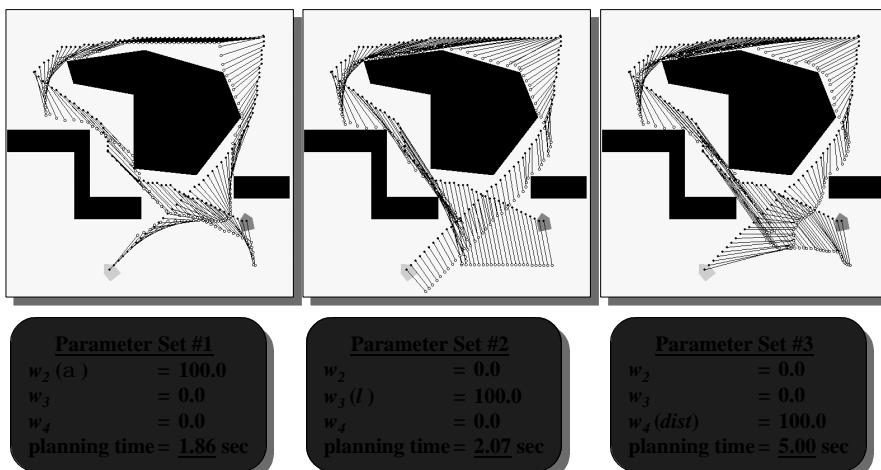 Parameter Set #1
w2 (a ) = 100.0
w3 = 0.0
w4 = 0.0
planning time = 1.86 sec
Parameter Set #2
w2 = 0.0
w3 (l ) = 100.0
w4 = 0.0
planning time = 2.07 sec
Parameter Set #3
w2 = 0.0
w3 = 0.0
w4 (dist) = 100.0
planning time = 5.00 sec